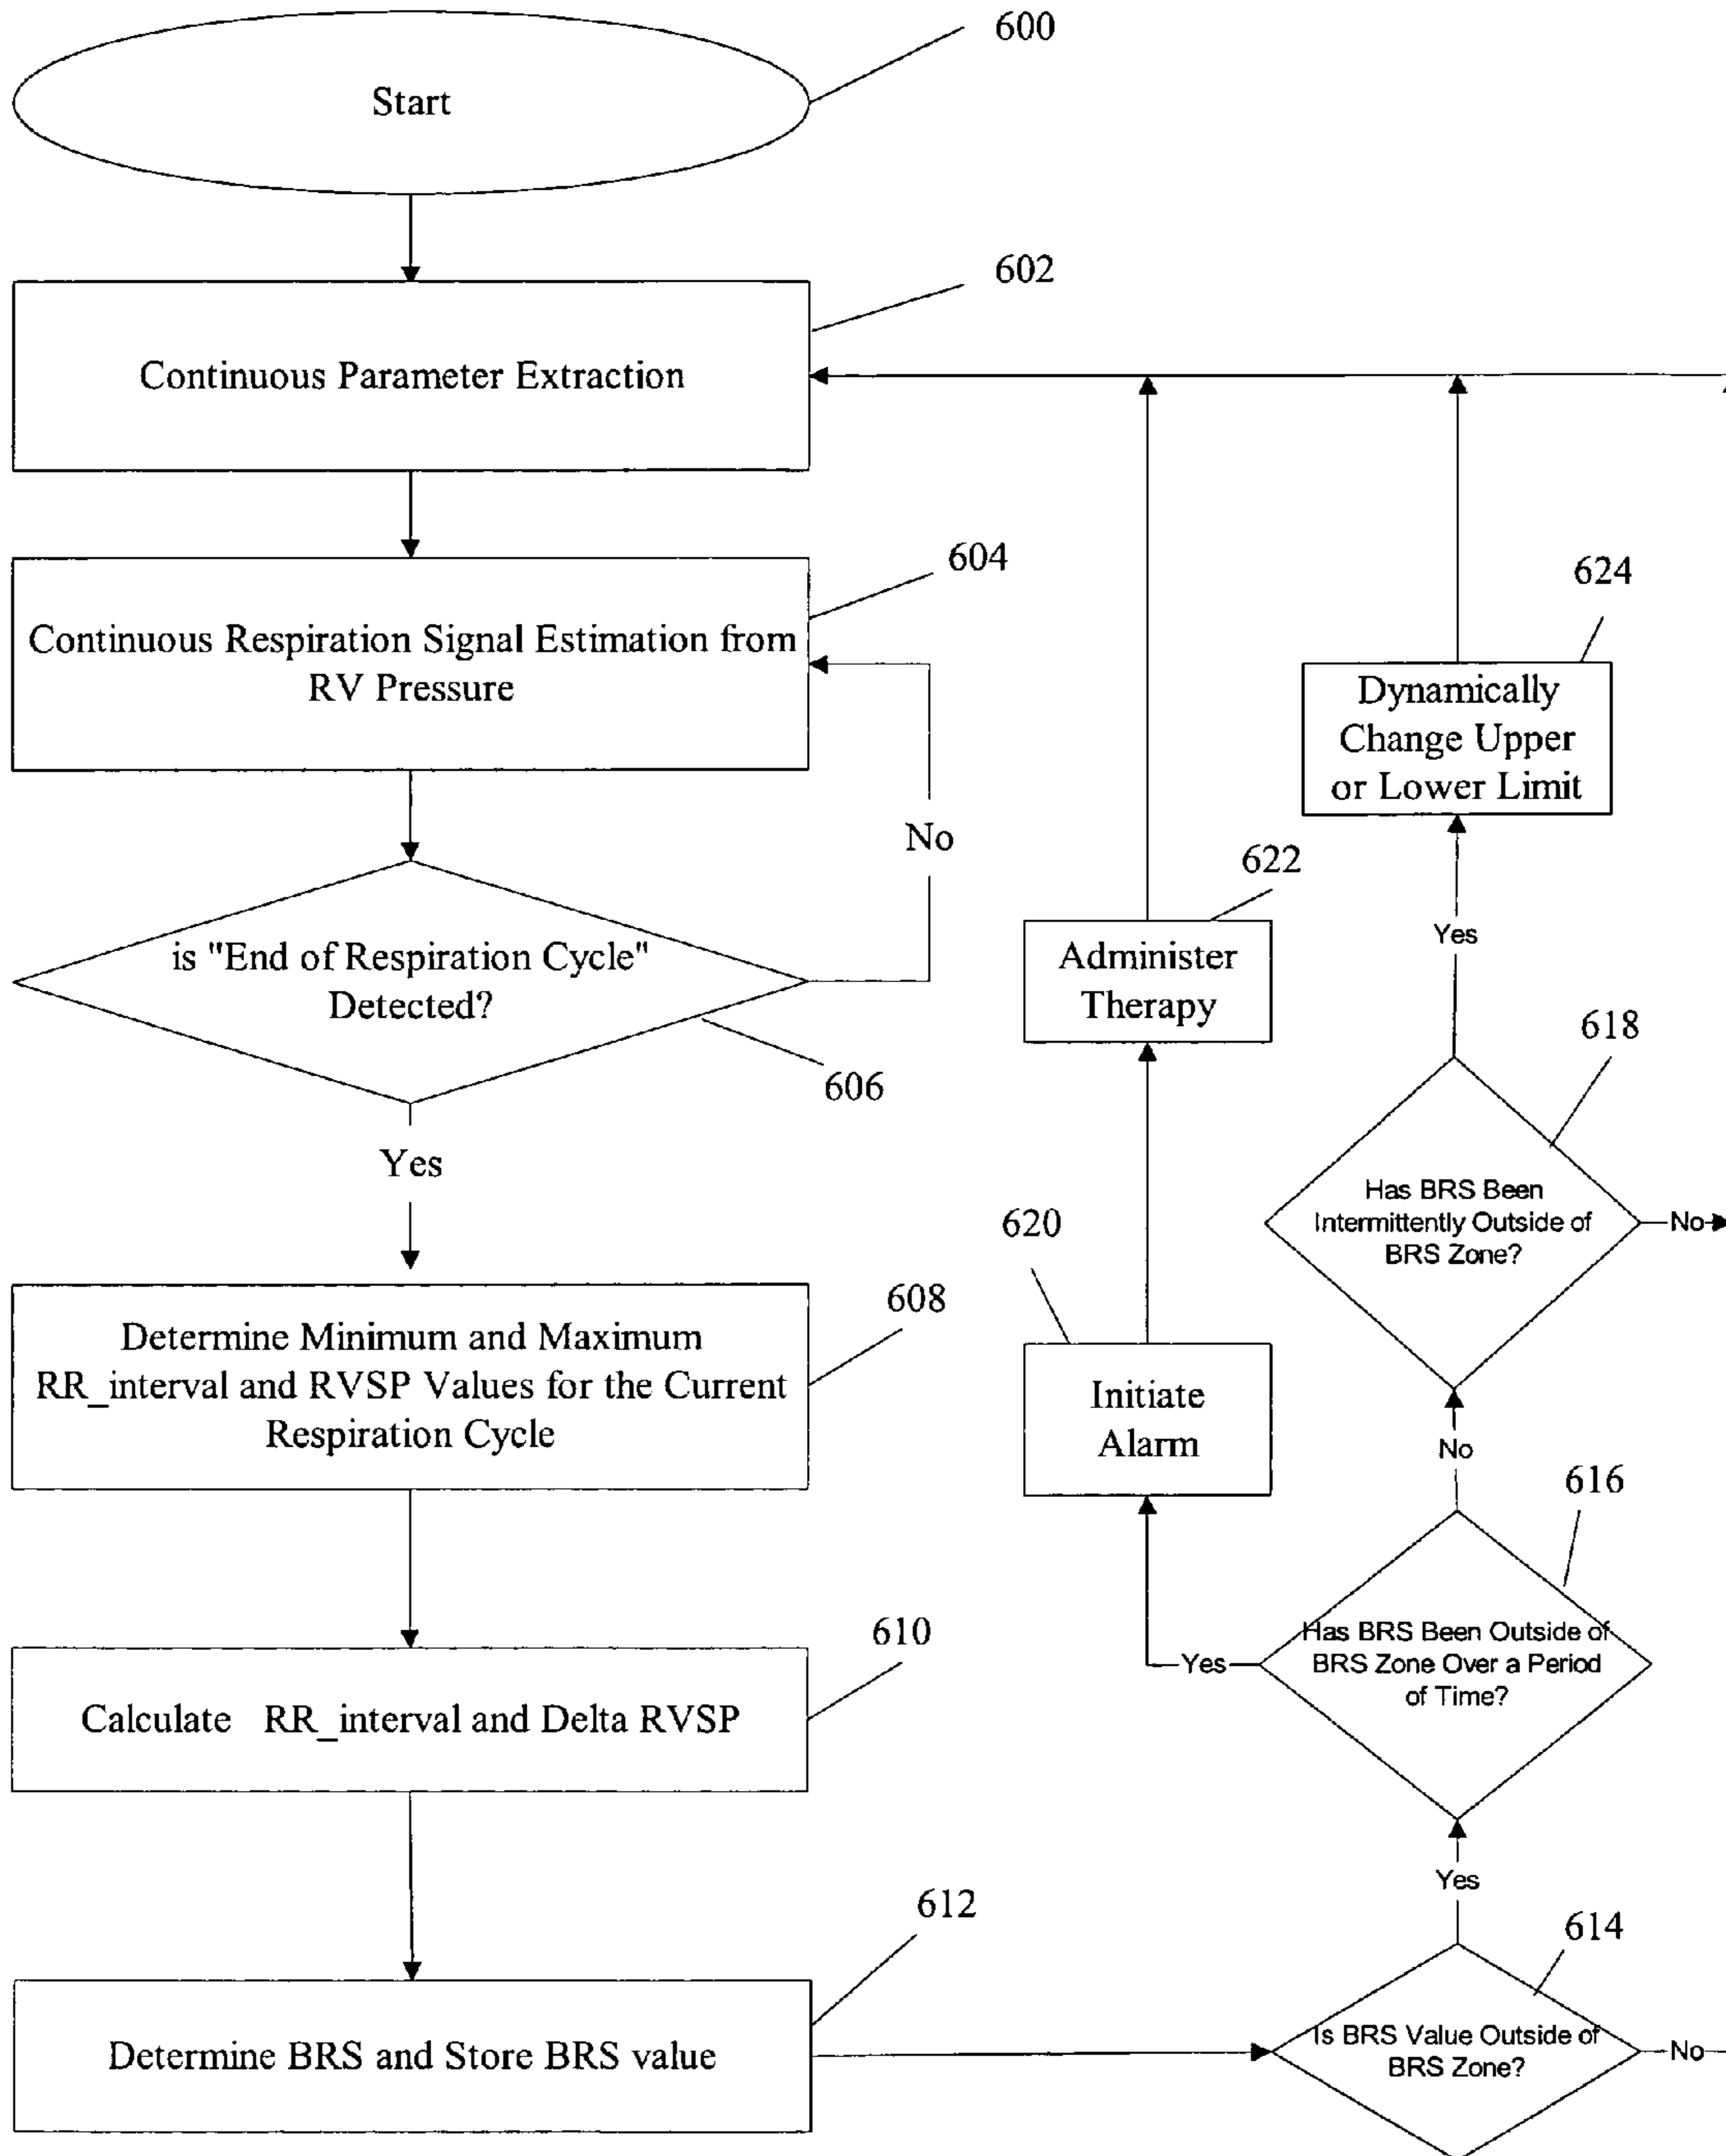 600
Start
602
Continuous Parameter Extraction
604
Continuous Respiration Signal Estimation from
RV Pressure
No
is "End of Respiration Cycle"
Detected?
606
Yes
608
Determine Minimum and Maximum
RR_interval and RVSP Values for the Current
Respiration Cycle
610
Calculate RR_interval and Delta RVSP
612
Determine BRS and Store BRS value
614
Is BRS Value Outside of
BRS Zone?
No
Yes
616
Has BRS Been Outside of
BRS Zone Over a Period
of Time?
Yes
No
620
Initiate
Alarm
622
Administer
Therapy
618
Has BRS Been
Intermittently Outside of
BRS Zone?
No
Yes
624
Dynamically
Change Upper
or Lower Limit